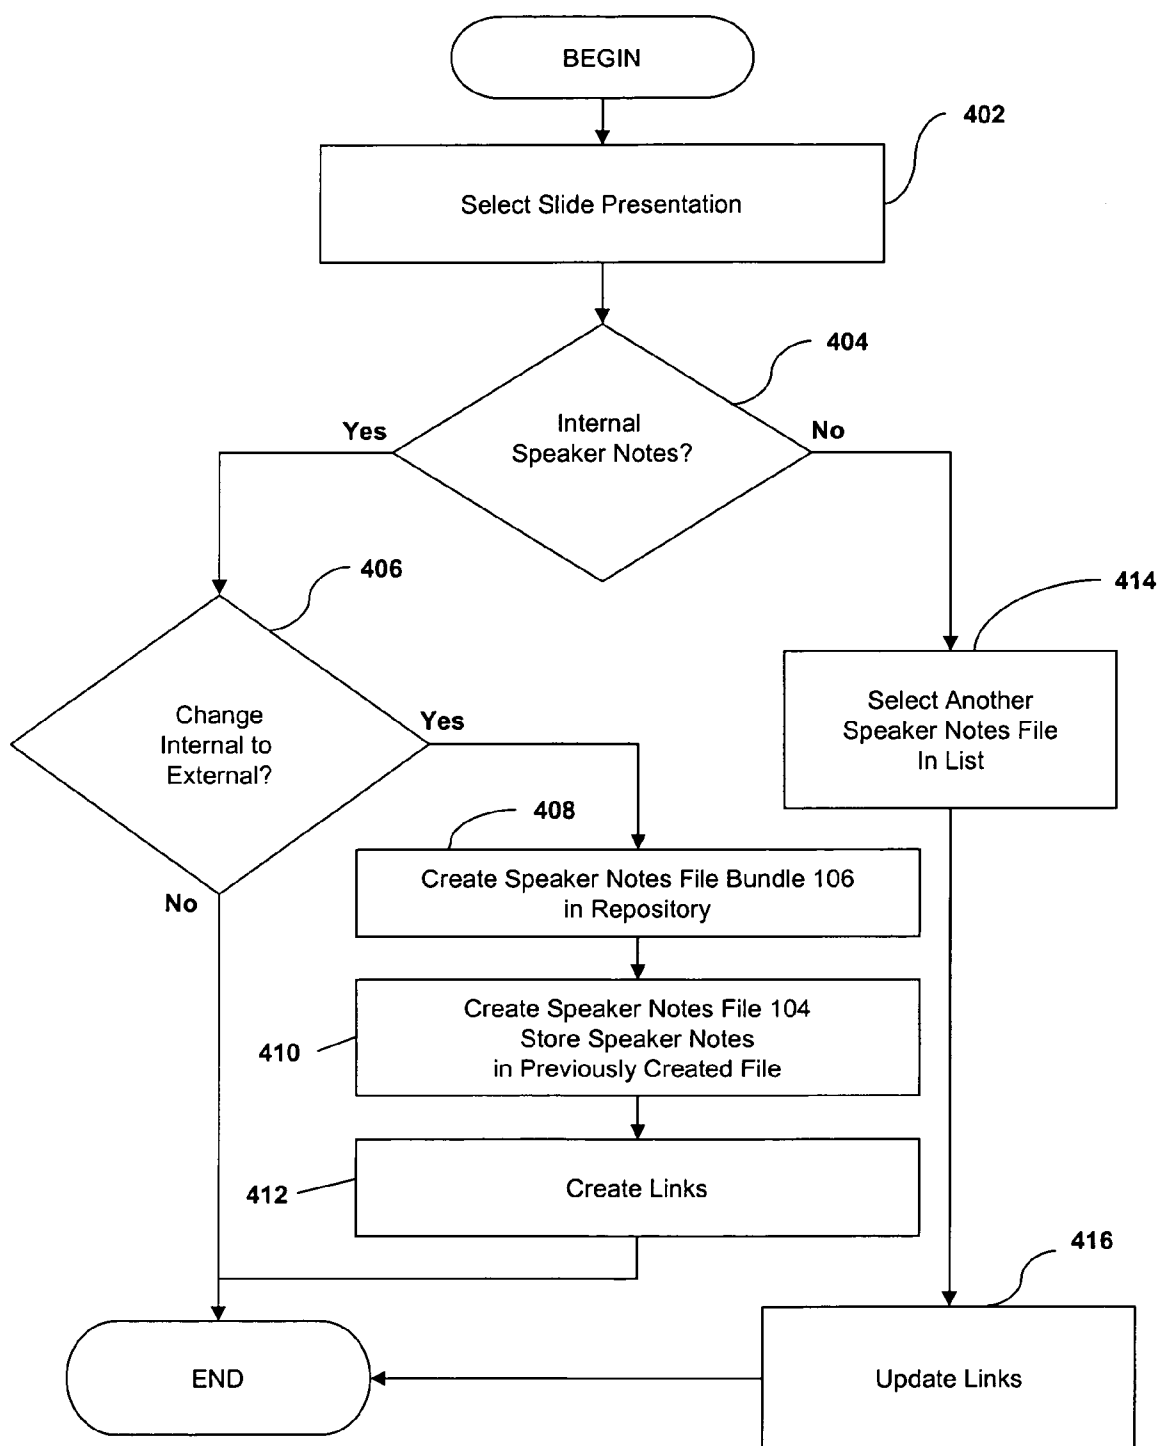 BEGIN
402
Select Slide Presentation
404
Internal
Speaker Notes?
Yes
No
406
414
Change
Internal to
External?
Yes
No
Select Another
Speaker Notes File
In List
408
Create Speaker Notes File Bundle 106
in Repository
410
Create Speaker Notes File 104
Store Speaker Notes
in Previously Created File
412
Create Links
416
END
Update Links